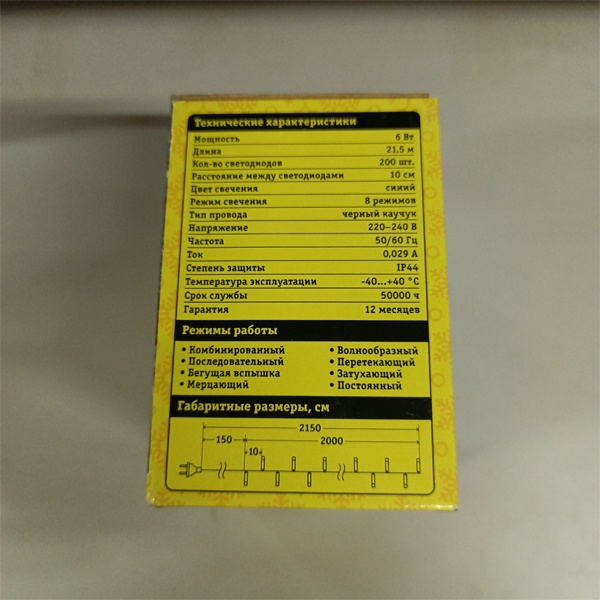 Технические характеристики
Мощность 6 Вт
Длина 21,5 м
Кол-во светодиодов 200 шт.
Расстояние между светодиодами 10 см
Цвет свечения синий
Режим свечения 8 режимов
Тип провода черный каучук
Напряжение 220-240 В
Частота 50/60 Гц
Ток 0,029 А
Степень защиты IP44
Температура эксплуатации -40...+40 °C
Срок службы 50000 ч
Гарантия 12 месяцев
Режимы работы
• Комбинированный • Волнообразный
• Последовательный • Перетекающий
• Бегущая вспышка • Затухающий
• Мерцающий • Постоянный
Габаритные размеры, см
2150
150 2000
10